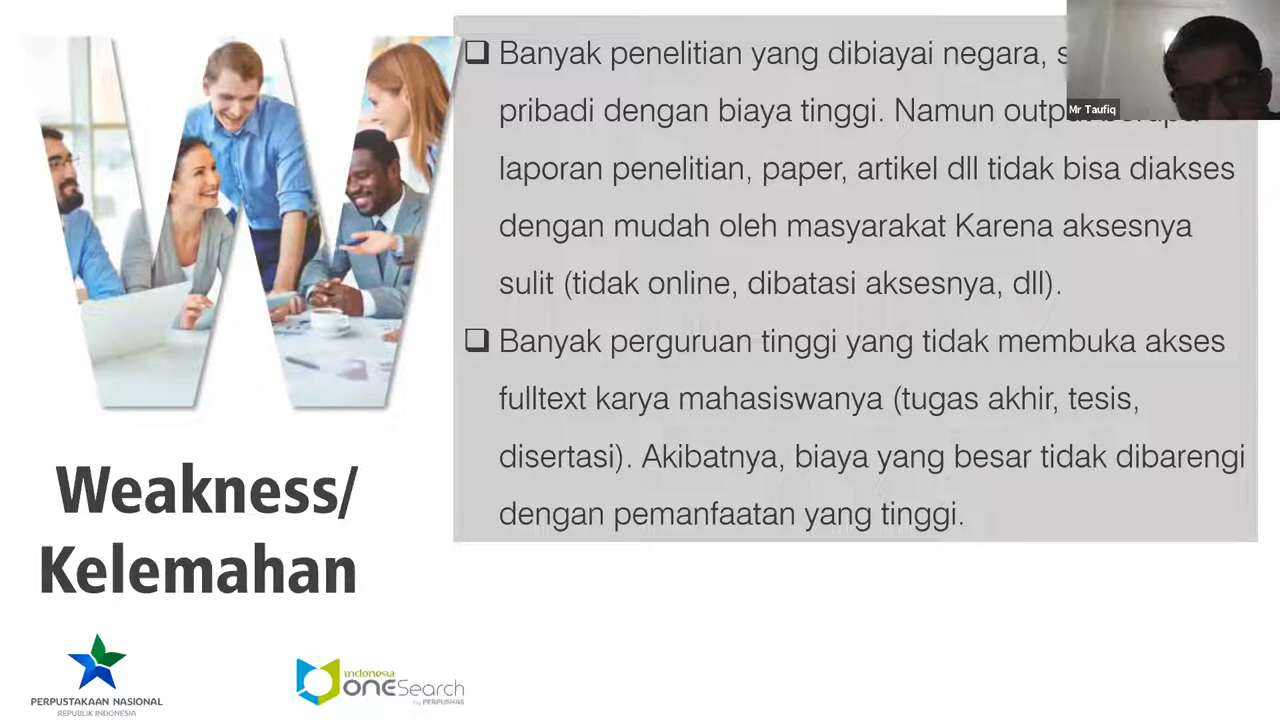 Banyak penelitian yang dibiayai negara,
pribadi dengan biaya tinggi. Namun
laporan penelitian, paper, artikel dll tidak bisa diakses
dengan mudah oleh masyarakat Karena aksesnya
sulit (tidak online, dibatasi aksesnya, dll).
Banyak perguruan tinggi yang tidak membuka akses
fulltext karya mahasiswanya (tugas akhir, tesis,
disertasi). Akibatnya, biaya yang besar tidak dibarengi
dengan pemanfaatan yang tinggi.
Mr Taufiq
Weakness/
Kelemahan
PERPUSTAKAAN NASIONAL
REPUBLIK INDONESIA
indonesia
oneSearch
by PERPUSNAS